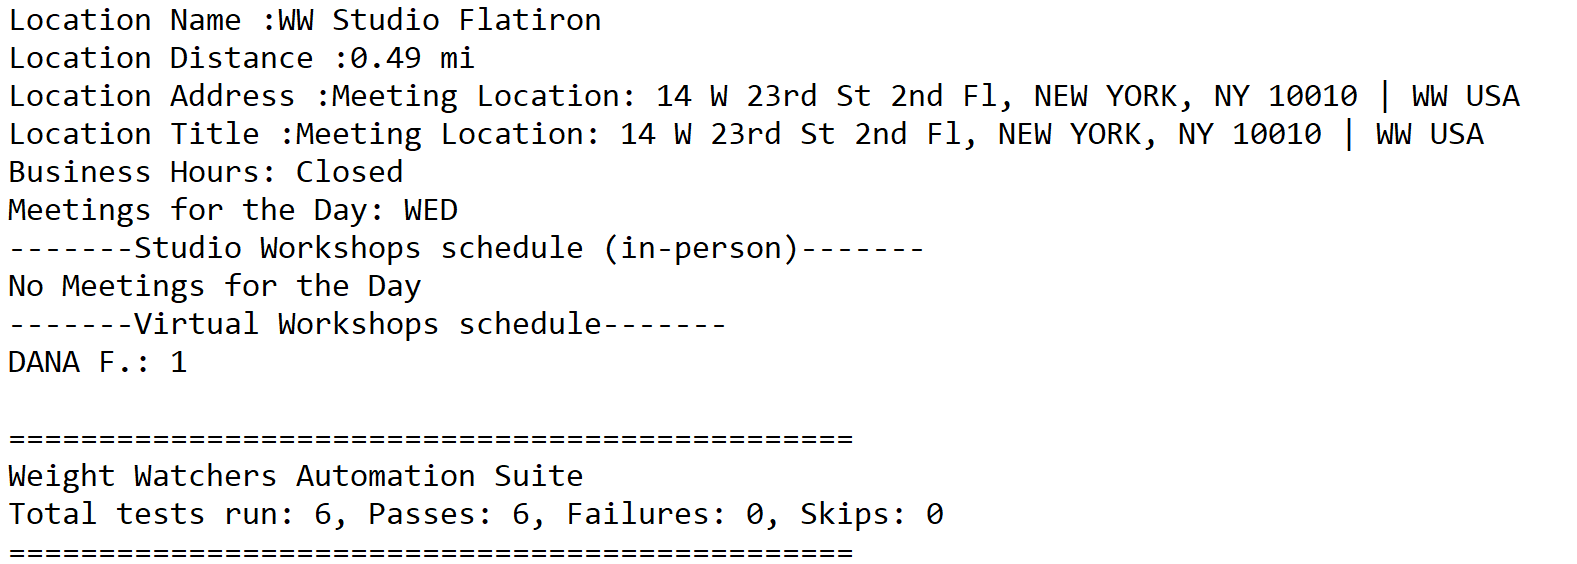 Location Name :WW Studio Flatiron
Location Distance :0.49 mi
Location Address :Meeting Location: 14 W 23rd St 2nd Fl, NEW YORK, NY 10010 | WW USA
Location Title :Meeting Location: 14 W 23rd St 2nd Fl, NEW YORK, NY 10010 | WW USA
Business Hours: Closed
Meetings for the Day: WED
-------Studio Workshops schedule (in-person)-------
No Meetings for the Day
-------Virtual Workshops schedule-------
DANA F.: 1
===============================================
Weight Watchers Automation Suite
Total tests run: 6, Passes: 6, Failures: 0, Skips: 0
===============================================